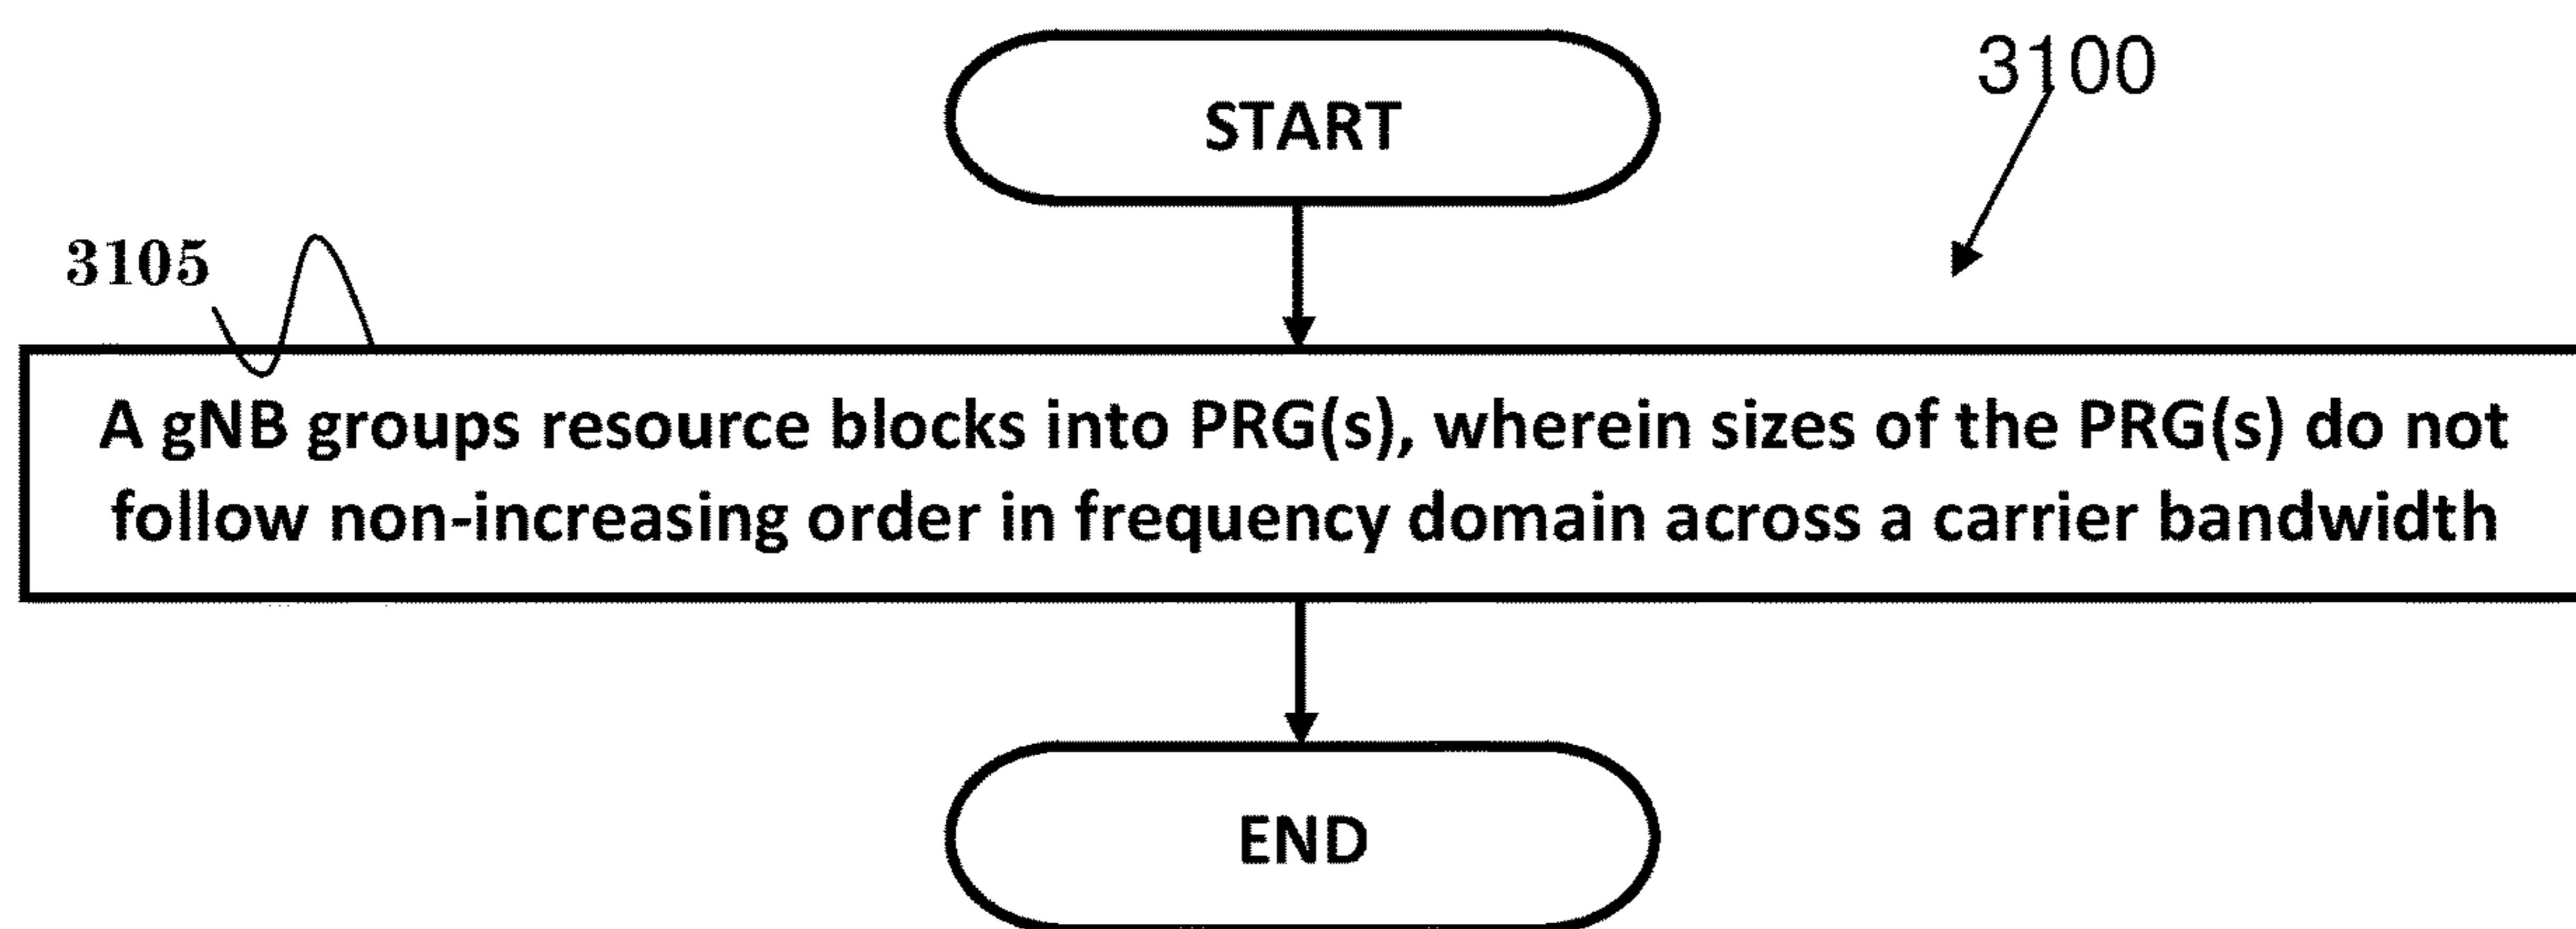 START
3100
3105
A gNB groups resource blocks into PRG(s), wherein sizes of the PRG(s) do not
follow non-increasing order in frequency domain across a carrier bandwidth
END